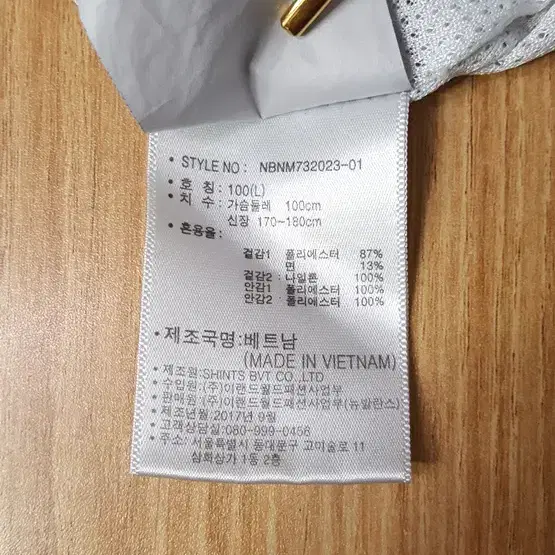 • STYLE NO : NBNM732023-01
• 호 칭 : 100(L)
• 치 수 : 가슴둘레 100cm
신장 170~180cm
• 혼용율:
겉감1 폴리에스터 87%
면 13%
겉감2 : 나일론 100%
안감1 : 폴리에스터 100%
안감2 : 폴리에스터 100%
• 제조국명:베트남
(MADE IN VIETNAM)
• 제조원:SHINTS BVT CO.,LTD
• 수입원:(주)이랜드월드패션사업부
• 판매원:(주)이랜드월드패션사업부(뉴발란스)
• 제조년월:2017년 9월
• 고객상담실:080-999-0456
• 주소: 서울특별시 동대문구 고미술로 11
삼희상가 1동 2층